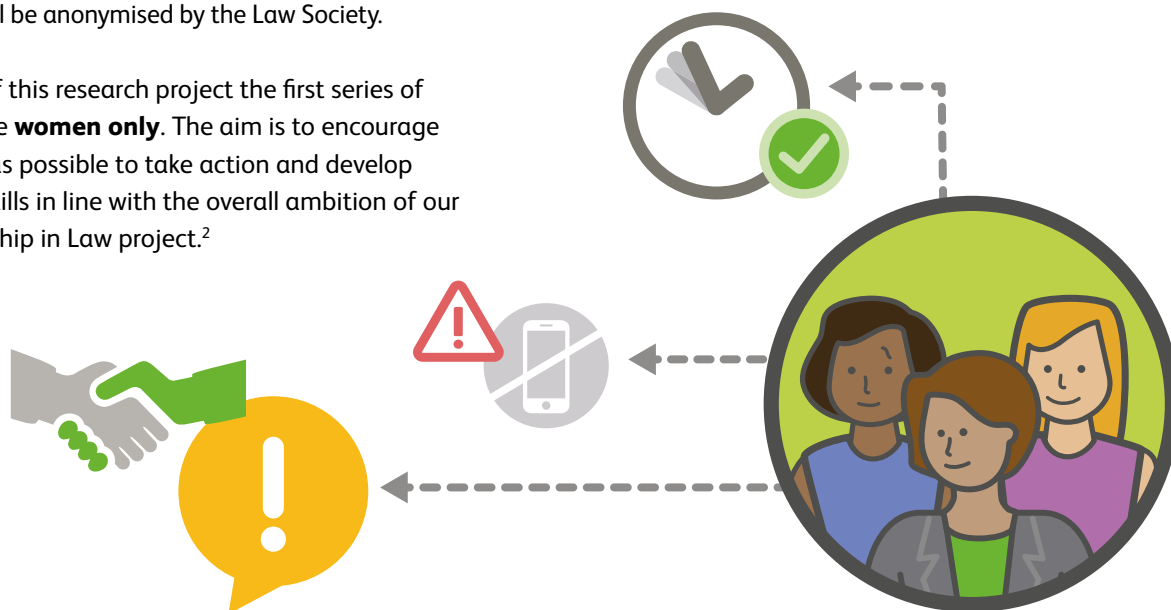 l be anonymised by the Law Society.
f this research project the first series of
e women only. The aim is to encourage
as possible to take action and develop
ills in line with the overall ambition of our
hip in Law project.2